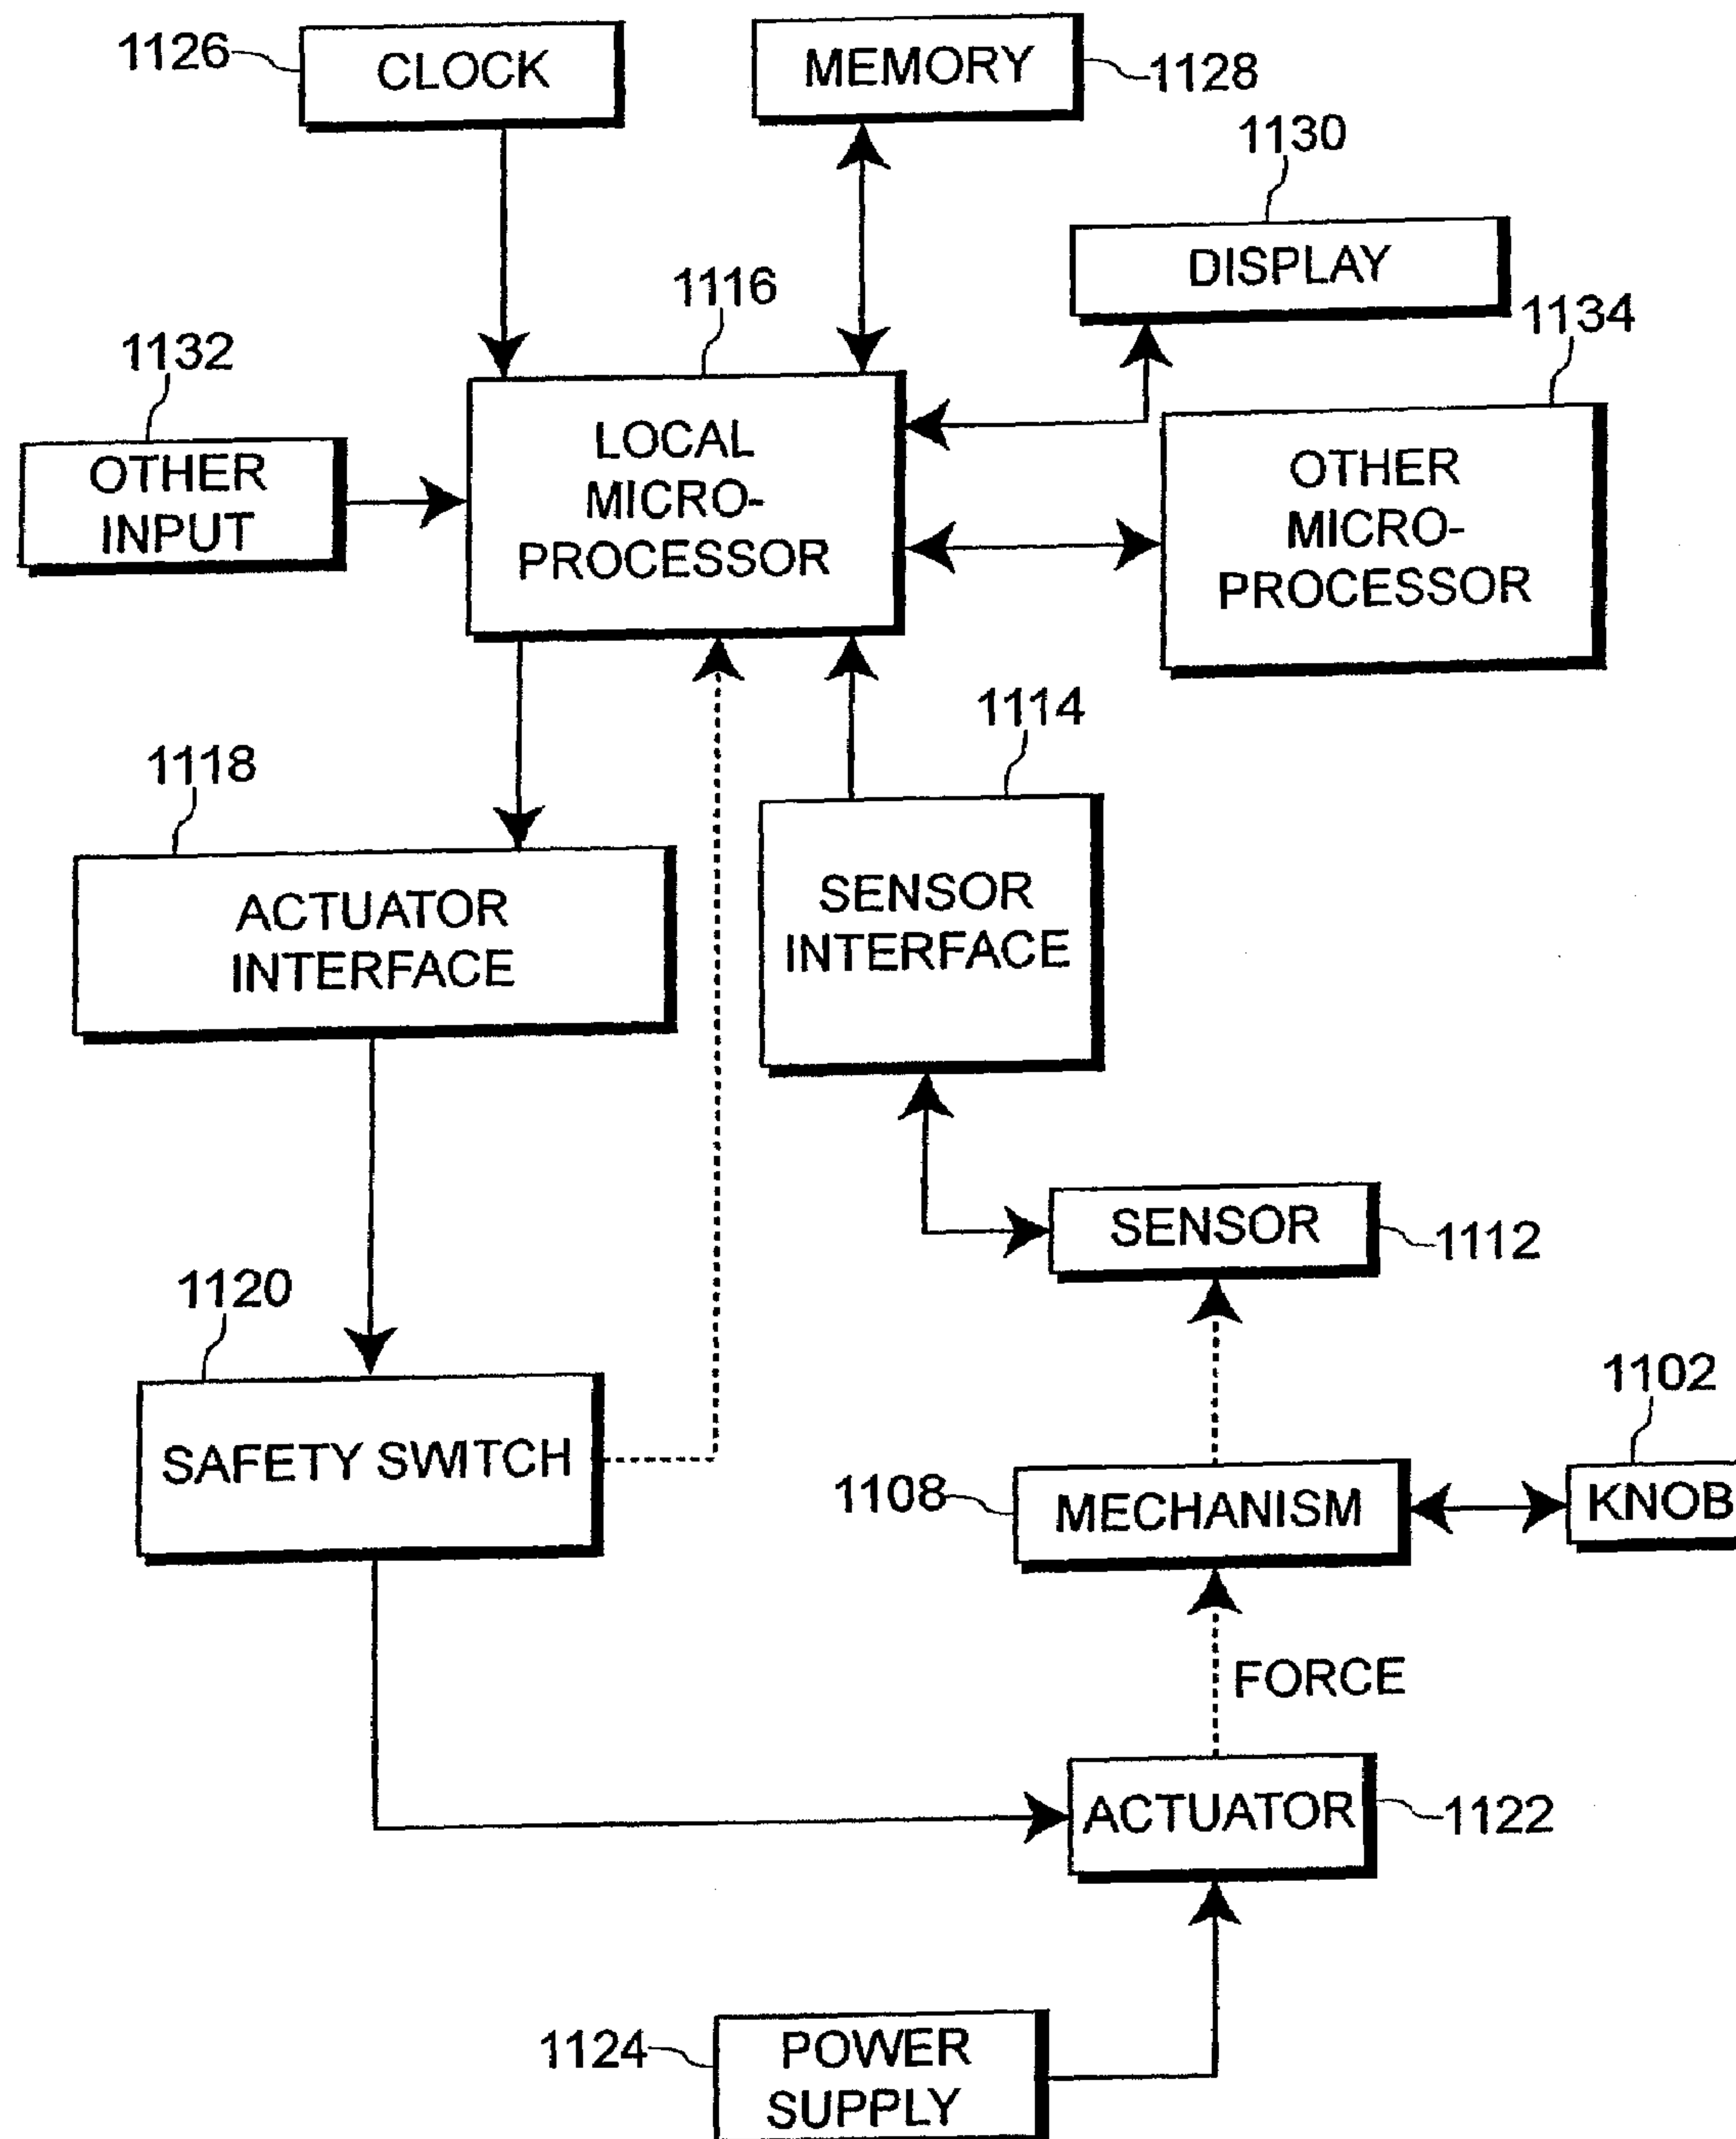 1126
CLOCK
MEMORY
1128
1130
DISPLAY
1116
1134
1132
OTHER
INPUT
LOCAL
MICRO-
PROCESSOR
OTHER
MICRO-
PROCESSOR
1114
1118
ACTUATOR
INTERFACE
SENSOR
INTERFACE
SENSOR
1112
1120
SAFETY SWITCH
1102
1108
MECHANISM
KNOB
FORCE
ACTUATOR
1122
1124
POWER
SUPPLY